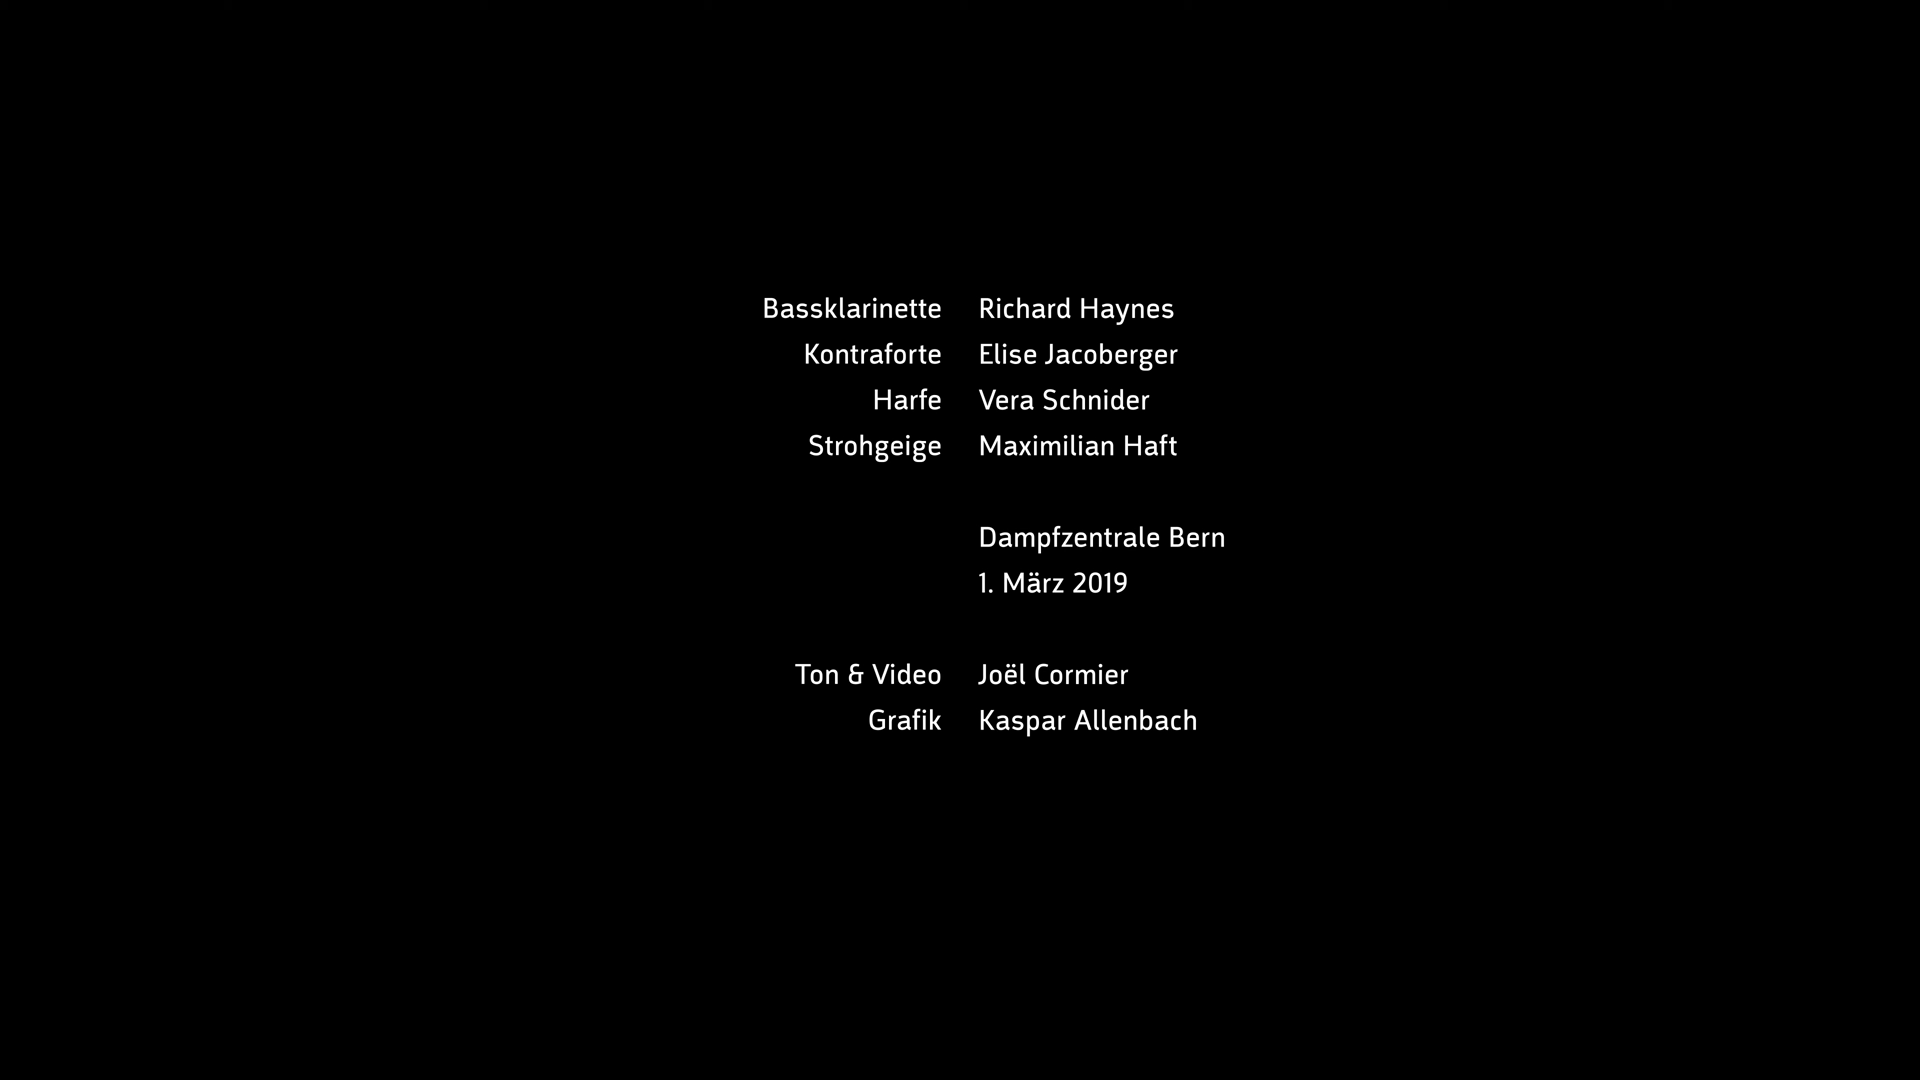 Bassklarinette Richard Haynes
Kontraforte Elise Jacoberger
Harfe Vera Schnider
Strohgeige Maximilian Haft
Dampfzentrale Bern
1. März 2019
Ton & Video Joël Cormier
Grafik Kaspar Allenbach